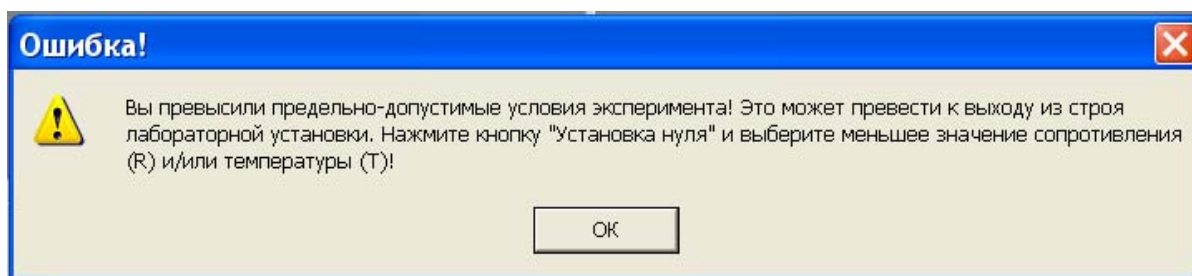 Ошибка!
Вы превысили предельно-допустимые условия эксперимента! Это может превести к выходу из строя
лабораторной установки. Нажмите кнопку "Установка нуля" и выберите меньшее значение сопротивления
(R) и/или температуры (T)!
ОК